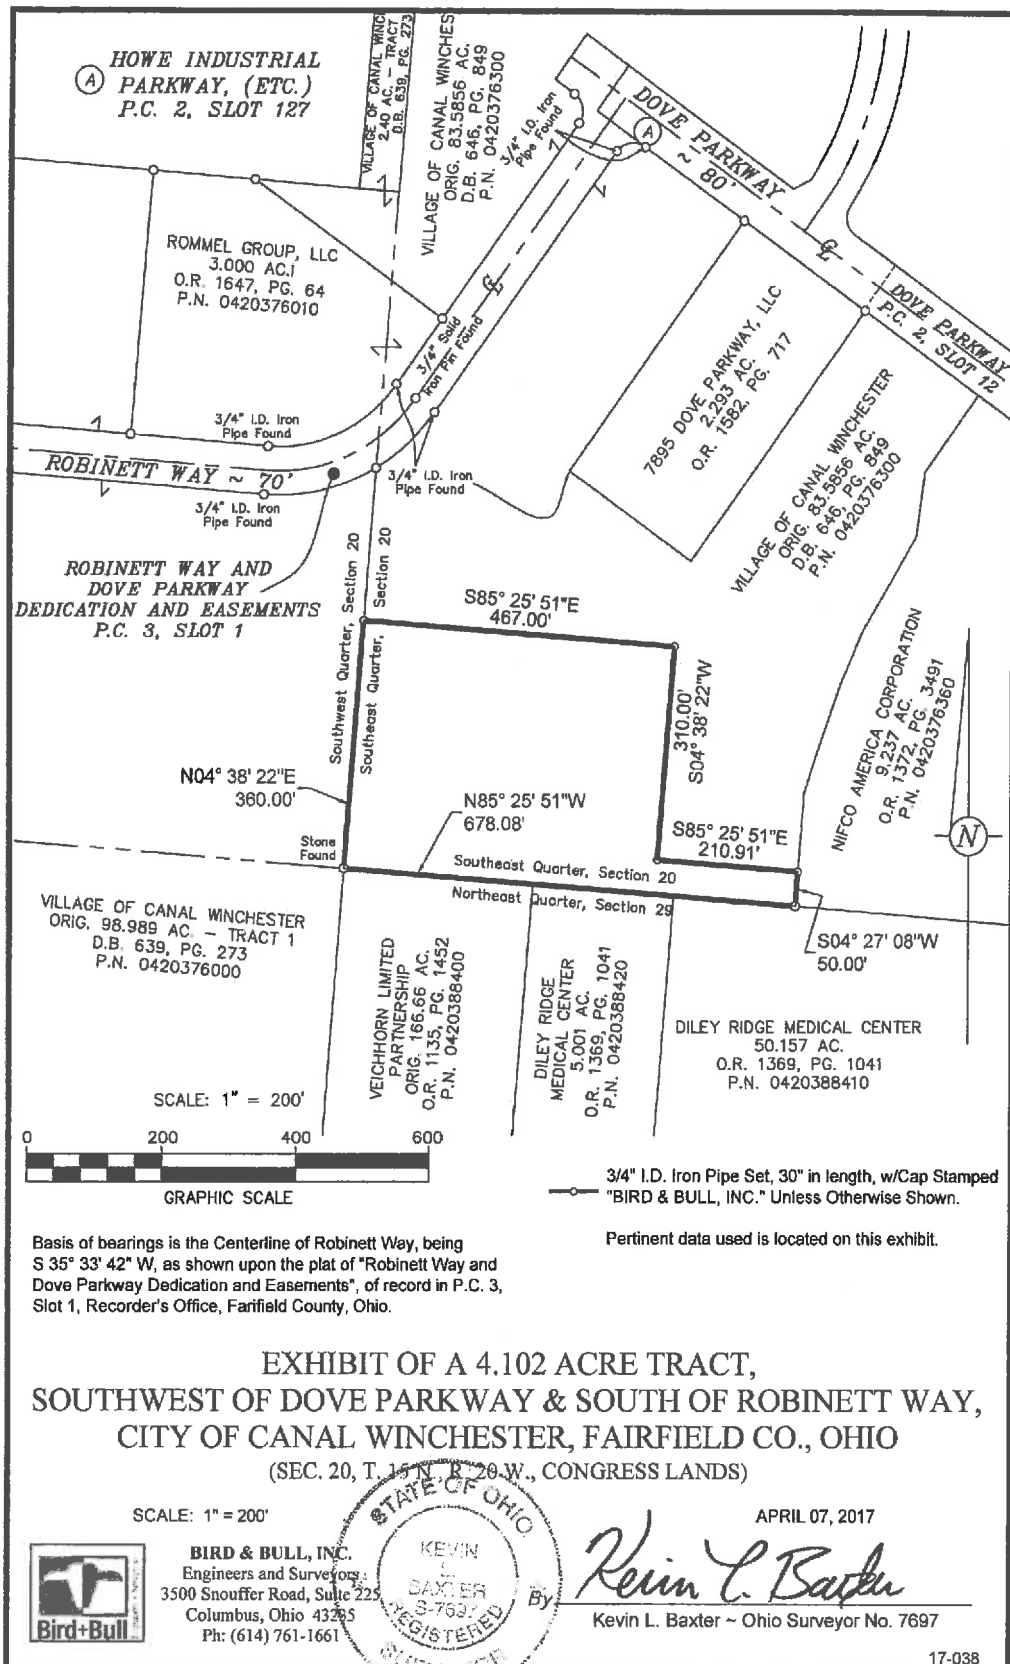 HOWE INDUSTRIAL
(A) PARKWAY, (ETC.)
P.C. 2, SLOT 127
VILLAGE OF CANAL WINC
2.40 AC. – TRACT
D.B. 639, PG. 273
VILLAGE OF CANAL WINCHES
ORIG. 83.5856 AC.
D.B. 646, PG. 849
P.N. 0420376300
3/4" I.D. Iron
Pipe Found
DOVE PARKWAY
~ 80'
A
ROMMEL GROUP, LLC
3.000 AC.
O.R. 1647, PG. 64
P.N. 0420376010
3/4" Solid
Iron Pin Found
DOVE PARKWAY
P.C. 2, SLOT 12
7895 DOVE PARKWAY, LLC
2.293 AC.
O.R. 1582, PG. 717
3/4" I.D. Iron
Pipe Found
ROBINETT WAY ~ 70'
3/4" I.D. Iron
Pipe Found
3/4" I.D. Iron
Pipe Found
VILLAGE OF CANAL WINCHESTER
ORIG. 83.5856 AC.
D.B. 646, PG. 849
P.N. 0420376300
ROBINETT WAY AND
DOVE PARKWAY
DEDICATION AND EASEMENTS
P.C. 3, SLOT 1
Southwest Quarter, Section 20
Southeast Quarter, Section 20
S85° 25' 51"E
467.00'
310.00'
S04° 38' 22"W
NIFCO AMERICA CORPORATION
9.237 AC.
O.R. 1372, PG. 3491
P.N. 0420376360
N04° 38' 22"E
360.00'
N85° 25' 51"W
678.08'
S85° 25' 51"E
210.91'
N
Stone
Found
Southeast Quarter, Section 20
Northeast Quarter, Section 29
S04° 27' 08"W
50.00'
VILLAGE OF CANAL WINCHESTER
ORIG. 98.989 AC. – TRACT 1
D.B. 639, PG. 273
P.N. 0420376000
VEICHHORN LIMITED
PARTNERSHIP
ORIG. 166.66 AC.
O.R. 1135, PG. 1452
P.N. 0420388400
DILEY RIDGE
MEDICAL CENTER
5.001 AC.
O.R. 1369, PG. 1041
P.N. 0420388420
DILEY RIDGE MEDICAL CENTER
50.157 AC.
O.R. 1369, PG. 1041
P.N. 0420388410
SCALE: 1" = 200'
0 200 400 600
GRAPHIC SCALE
3/4" I.D. Iron Pipe Set, 30" in length, w/Cap Stamped
"BIRD & BULL, INC." Unless Otherwise Shown.
Pertinent data used is located on this exhibit.
Basis of bearings is the Centerline of Robinett Way, being
S 35° 33' 42" W, as shown upon the plat of "Robinett Way and
Dove Parkway Dedication and Easements", of record in P.C. 3,
Slot 1, Recorder's Office, Farifield County, Ohio.
EXHIBIT OF A 4.102 ACRE TRACT,
SOUTHWEST OF DOVE PARKWAY & SOUTH OF ROBINETT WAY,
CITY OF CANAL WINCHESTER, FAIRFIELD CO., OHIO
(SEC. 20, T. 15 N., R. 20 W., CONGRESS LANDS)
SCALE: 1" = 200'
APRIL 07, 2017
BIRD & BULL, INC.
Engineers and Surveyors
3500 Snouffer Road, Suite 225
Columbus, Ohio 43235
Ph: (614) 761-1661
Bird+Bull
STATE OF OHIO
KEVIN
L.
BAXTER
S-7697
REGISTERED
By Kevin L. Baxter
Kevin L. Baxter ~ Ohio Surveyor No. 7697
17-038